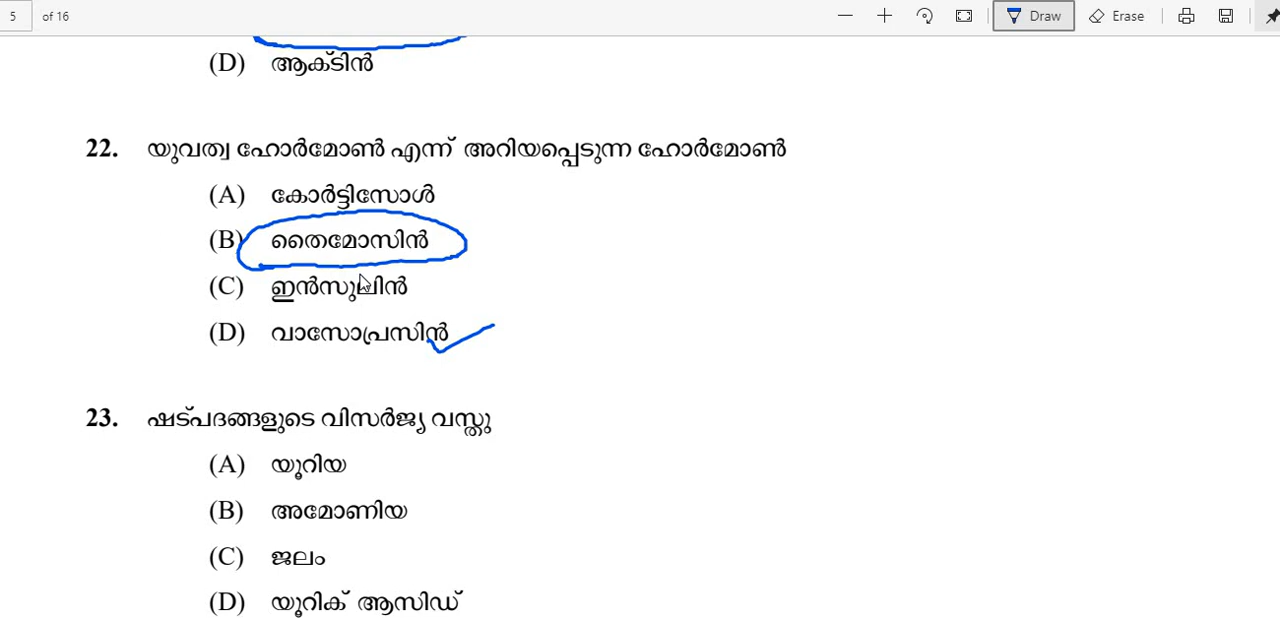 5 of 16 Draw Erase
(D) ആക്ടിൻ
22. യുവത്വ ഹോർമോൺ എന്ന് അറിയപ്പെടുന്ന ഹോർമോൺ
(A) കോർട്ടിസോൾ
(B) തൈമോസിൻ
(C) ഇൻസുലിൻ
(D) വാസോപ്രസിൻ
23. ഷട്പദങ്ങളുടെ വിസർജ്യ വസ്തു
(A) യൂറിയ
(B) അമോണിയ
(C) ജലം
(D) യൂറിക് ആസിഡ്